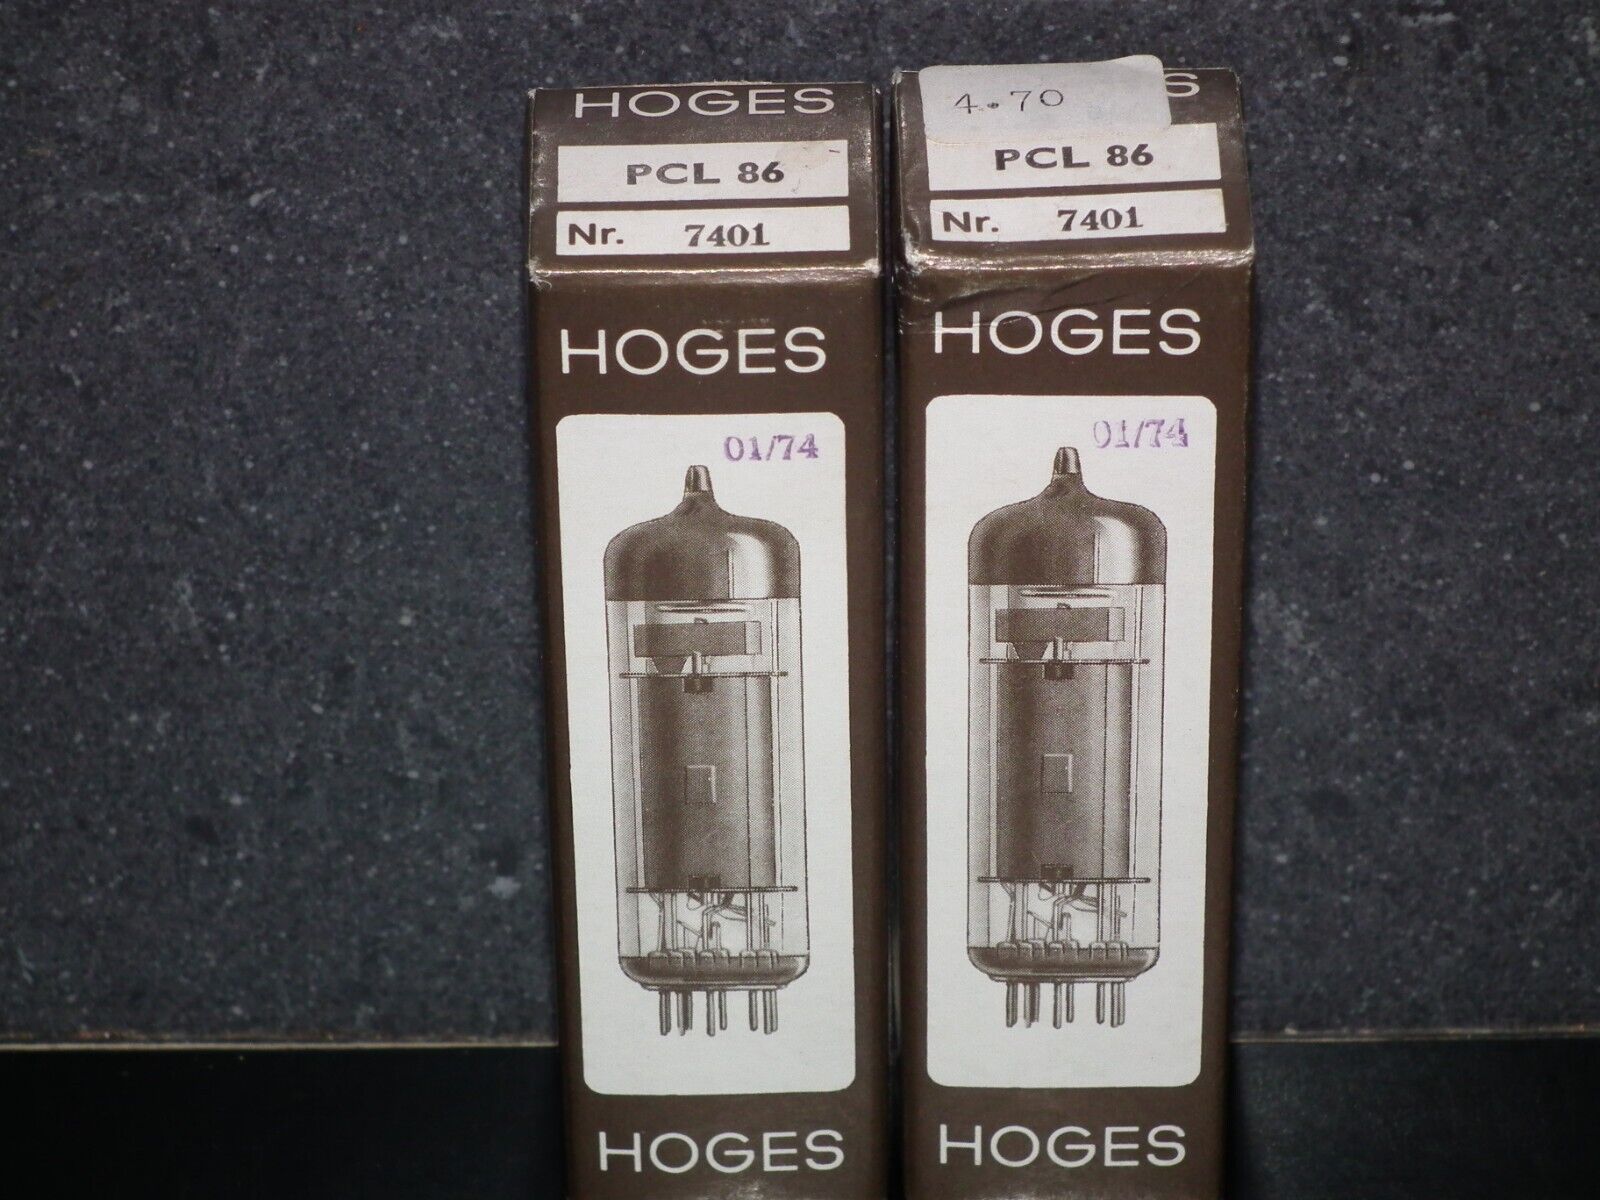 HOGES
PCL 86
Nr. 7401
HOGES
01/74
HOGES
4.70
S
PCL 86
Nr. 7401
HOGES
01/74
HOGES